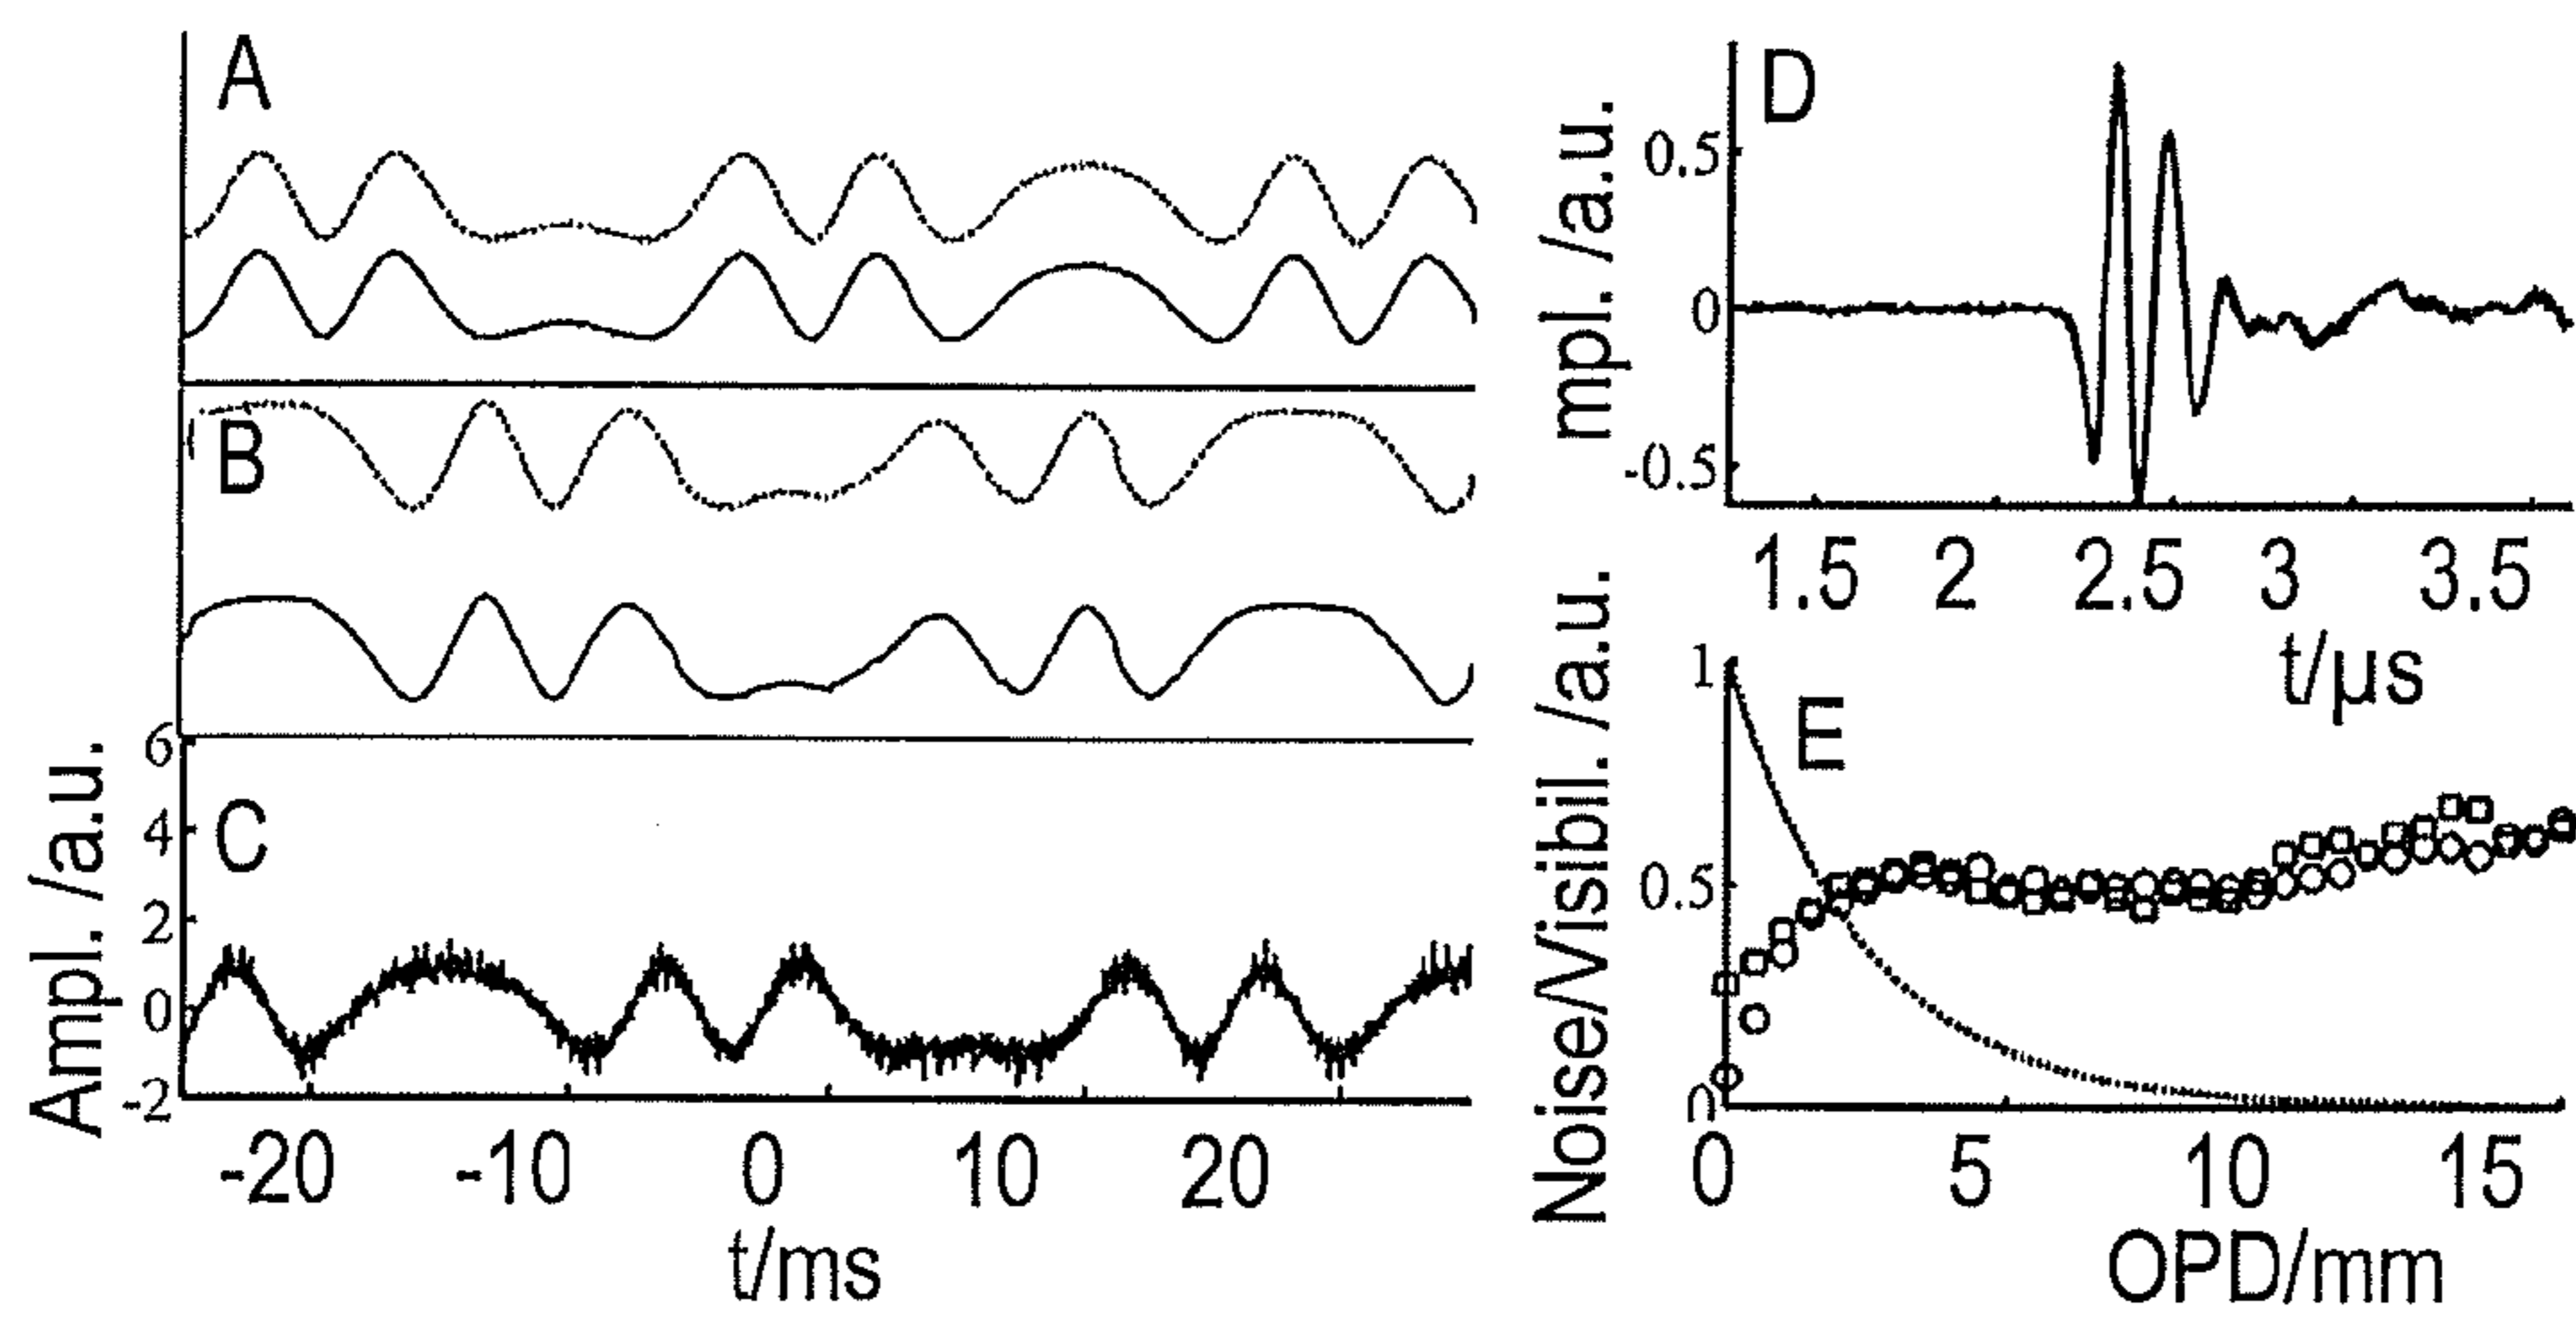 A
B
6
4
2
0
-2
C
Ampl. /a.u.
-20 -10 0 10 20
t/ms
D
0.5
0
-0.5
mpl. /a.u.
1.5 2 2.5 3 3.5
t/µs
1
0.5
0
E
Noise/Visibil. /a.u.
0 5 10 15
OPD/mm